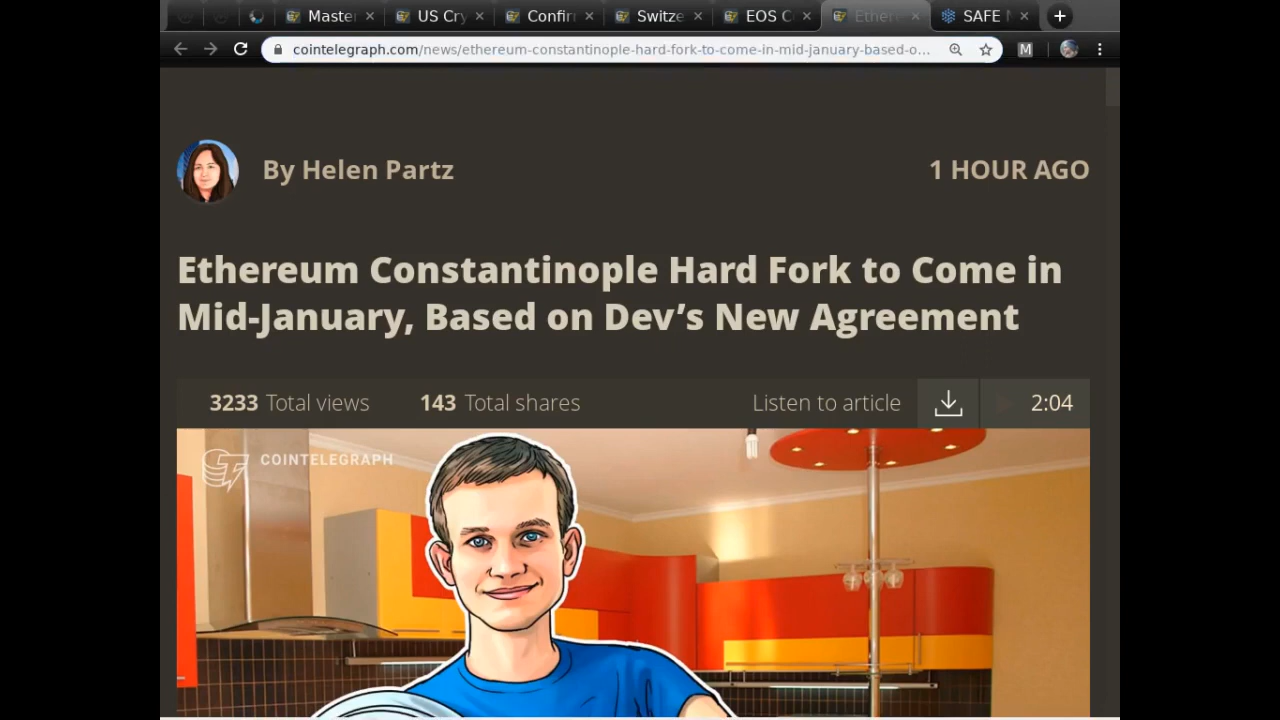 Master
US Cry
Confir
Switze
EOS C
Ether
SAFE
cointelegraph.com/news/ethereum-constantinople-hard-fork-to-come-in-mid-january-based-o...
M
By Helen Partz
1 HOUR AGO
Ethereum Constantinople Hard Fork to Come in
Mid-January, Based on Dev’s New Agreement
3233 Total views 143 Total shares Listen to article 2:04
COINTELEGRAPH